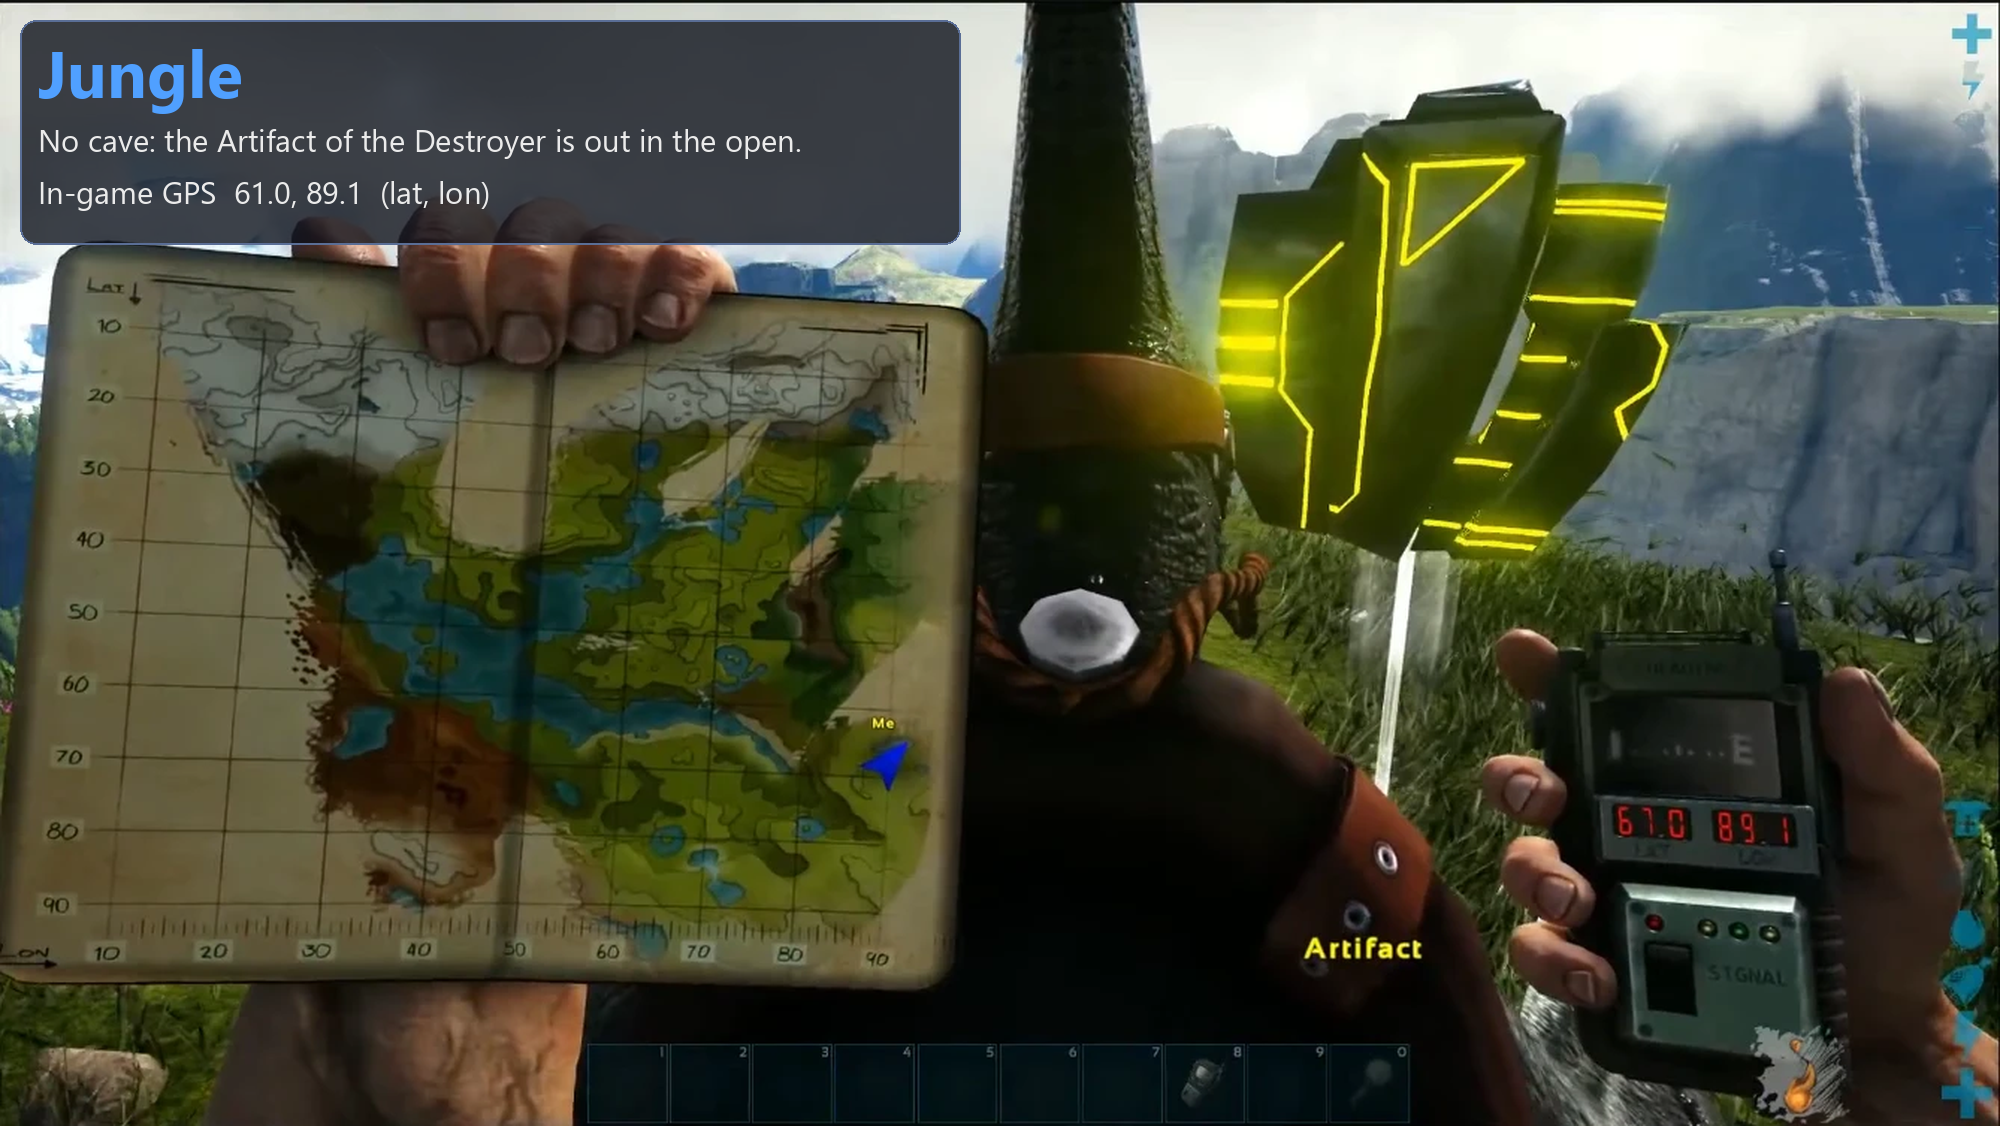 Jungle
No cave: the Artifact of the Destroyer is out in the open.
In-game GPS 61.0, 89.1 (lat, lon)
LAT
10
20
30
40
50
60
70
80
90
LON
10 20 30 40 50 60 70 80 90
Me
Artifact
E
67.0 89.1
LAT LON
SIGNAL
1 2 3 4 5 6 7 8 9 0